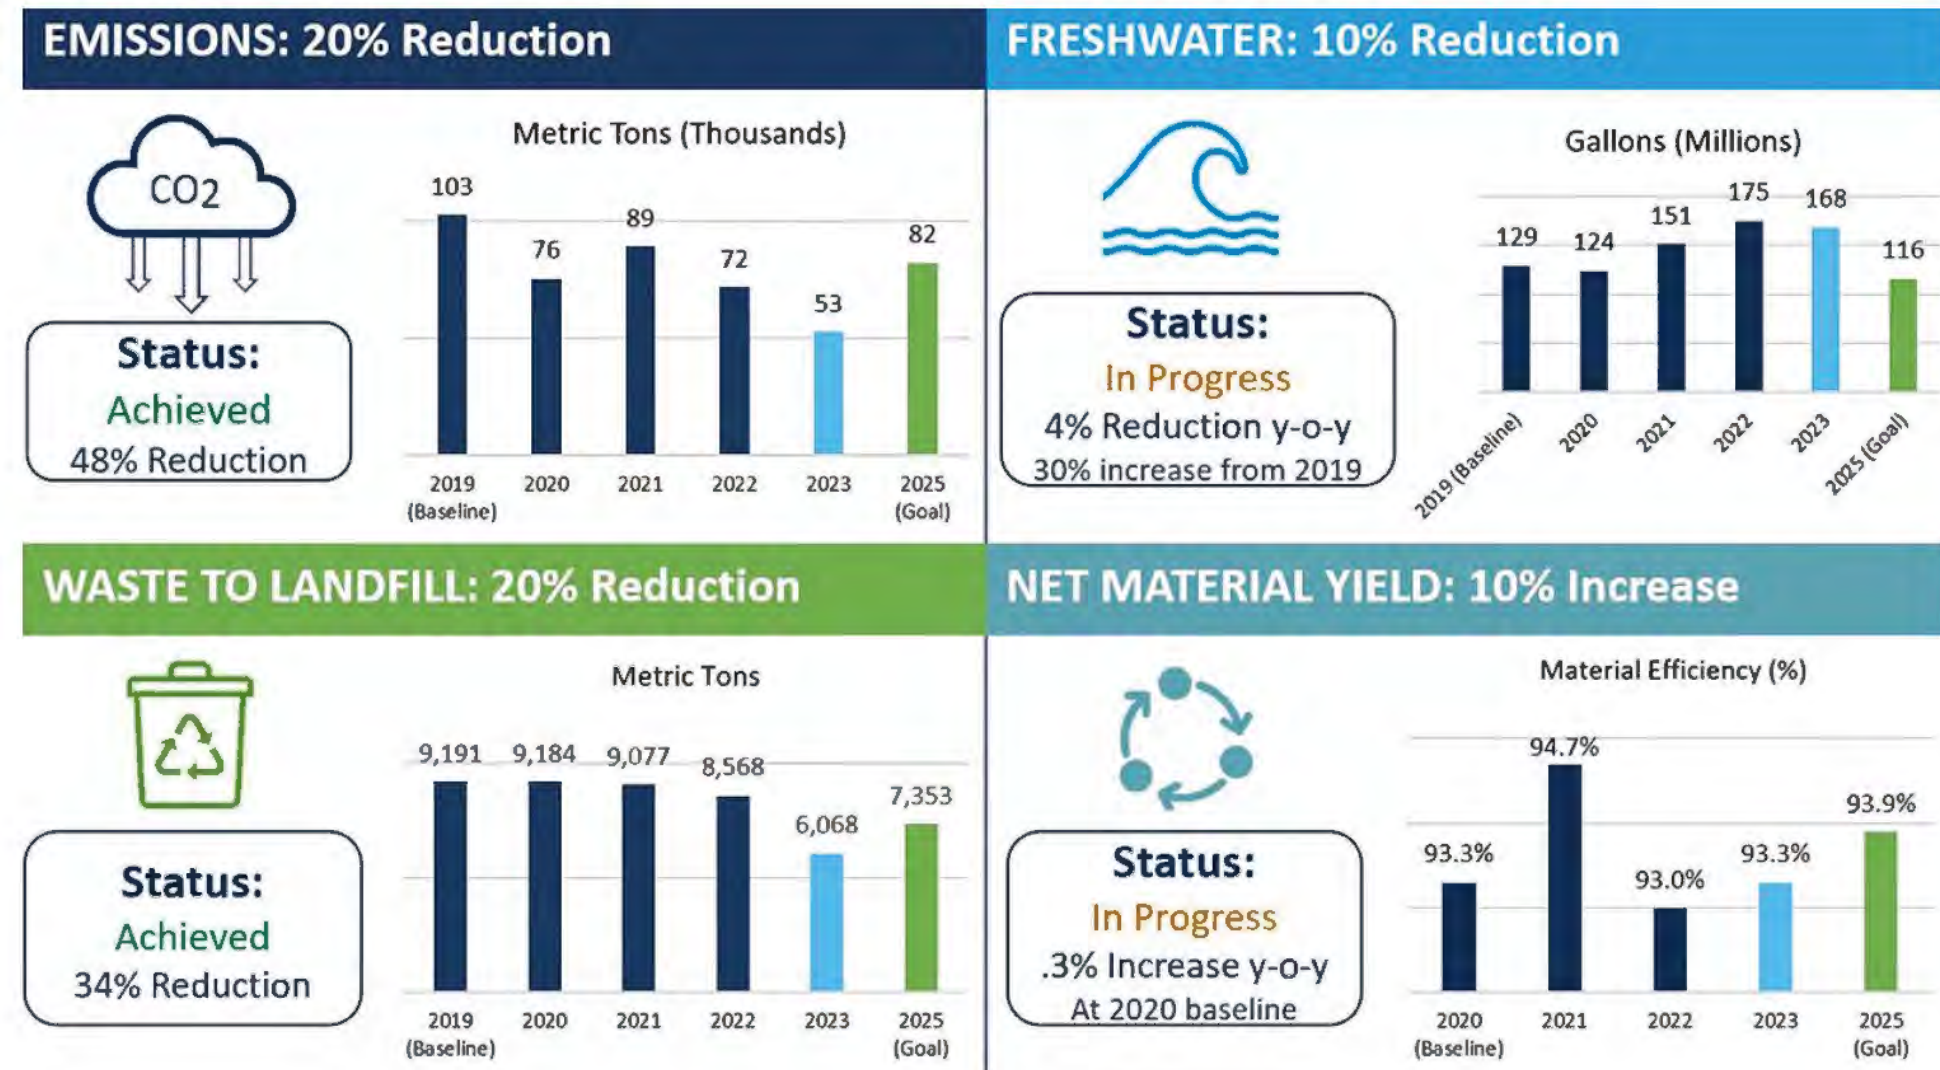 EMISSIONS: 20% Reduction
CO2
Status:
Achieved
48% Reduction
Metric Tons (Thousands)
103
76
89
72
53
82
2019 2020 2021 2022 2023 2025
(Baseline) (Goal)
FRESHWATER: 10% Reduction
Status:
In Progress
4% Reduction y-o-y
30% increase from 2019
Gallons (Millions)
129
124
151
175
168
116
2019 (Baseline)
2020
2021
2022
2023
2025 (Goal)
WASTE TO LANDFILL: 20% Reduction
Status:
Achieved
34% Reduction
Metric Tons
9,191
9,184
9,077
8,568
6,068
7,353
2019 2020 2021 2022 2023 2025
(Baseline) (Goal)
NET MATERIAL YIELD: 10% Increase
Status:
In Progress
.3% Increase y-o-y
At 2020 baseline
Material Efficiency (%)
93.3%
94.7%
93.0%
93.3%
93.9%
2020 2021 2022 2023 2025
(Baseline) (Goal)